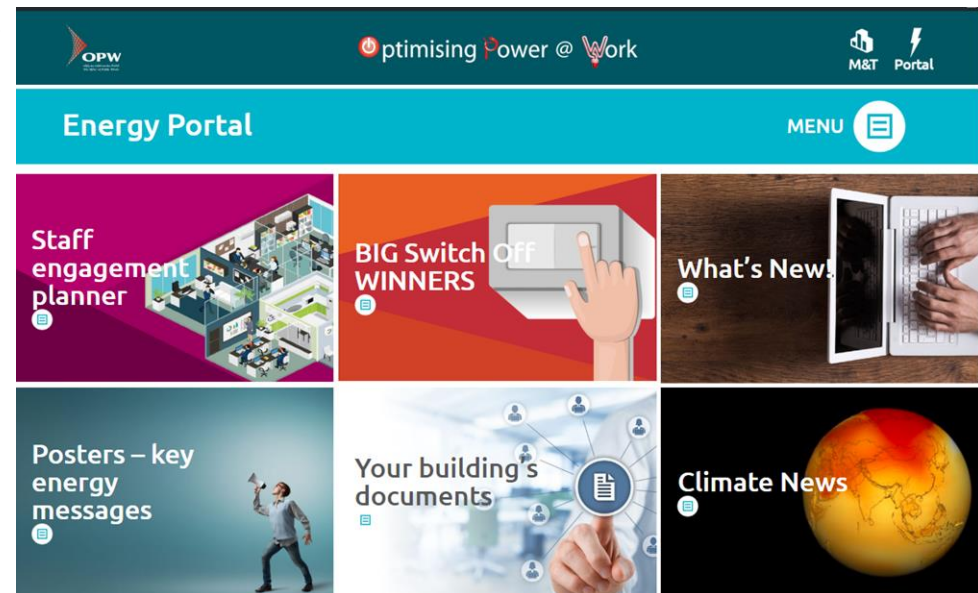 OPW
Optimising Power @ Work
M&T Portal
Energy Portal
MENU
Staff
engagement
planner
BIG Switch Off
WINNERS
What's New!
Posters – key
energy
messages
Your building's
documents
Climate News